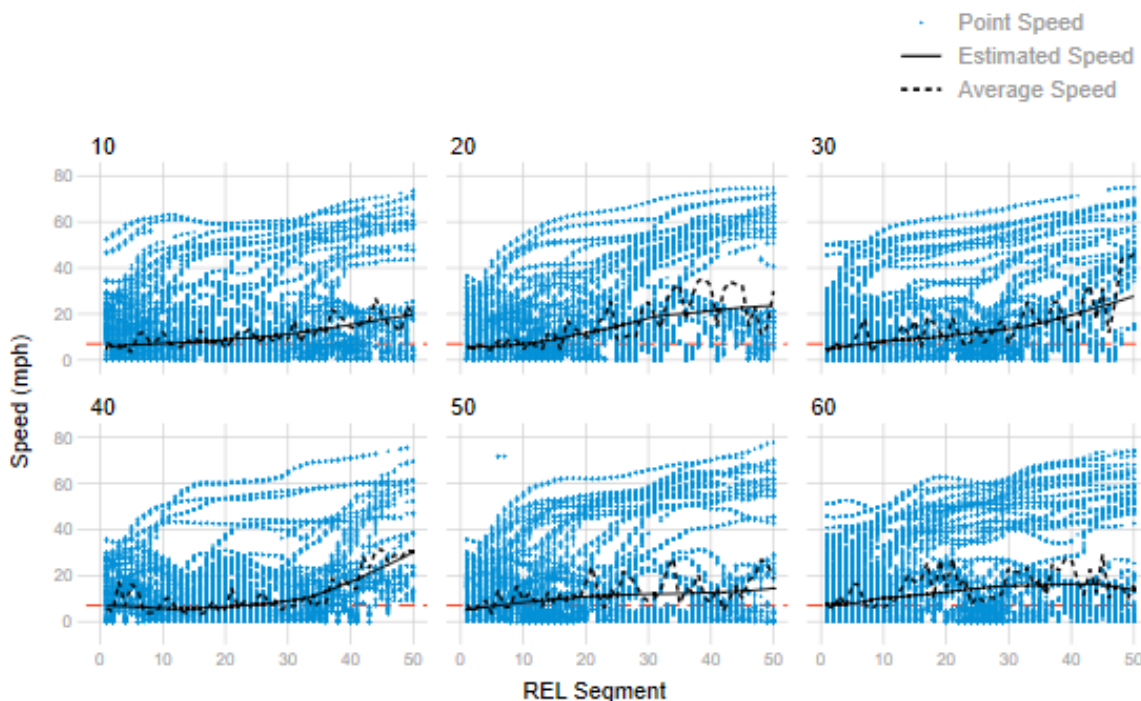 Point Speed
Estimated Speed
Average Speed
10 20 30
80
60
40
20
0
Speed (mph)
40 50 60
80
60
40
20
0
0 10 20 30 40 50 0 10 20 30 40 50 0 10 20 30 40 50
REL Segment